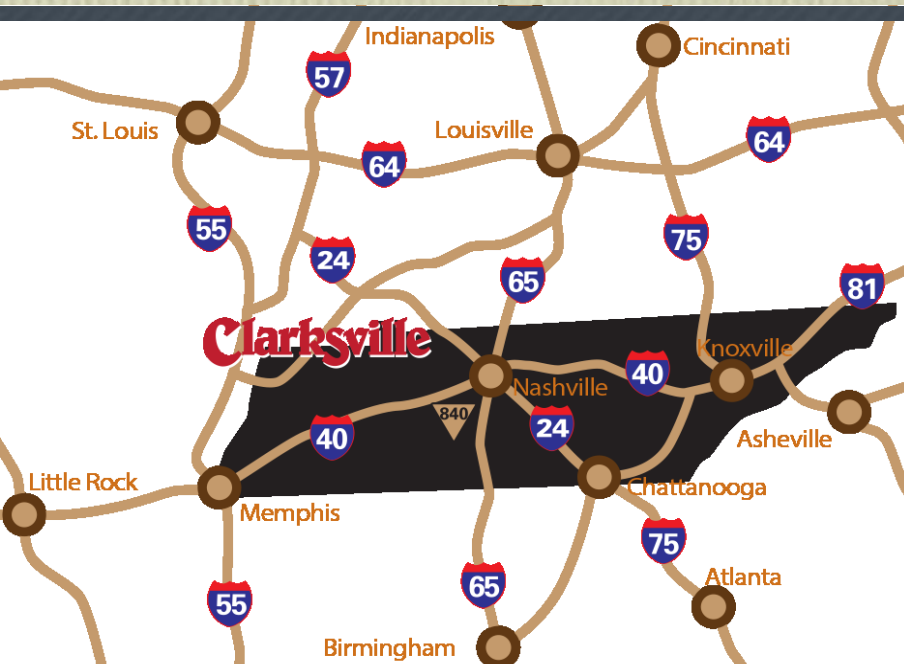 Indianapolis
Cincinnati
57
St. Louis
Louisville
64
64
55
24
75
65
81
Clarksville
Knoxville
40
Nashville
840
24
40
Asheville
Little Rock
Chattanooga
Memphis
75
65
Atlanta
55
Birmingham